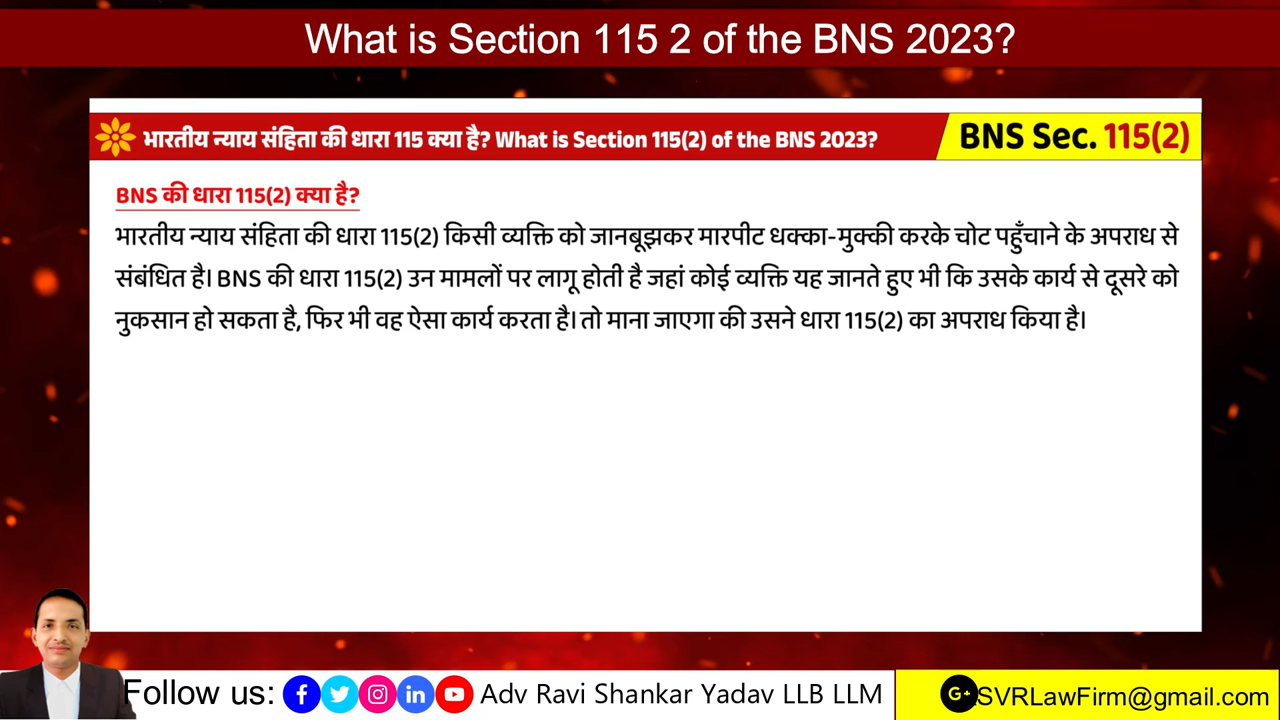 What is Section 115 2 of the BNS 2023?
भारतीय न्याय संहिता की धारा 115 क्या है? What is Section 115(2) of the BNS 2023?
BNS Sec. 115(2)
BNS की धारा 115(2) क्या है?
भारतीय न्याय संहिता की धारा 115(2) किसी व्यक्ति को जानबूझकर मारपीट धक्का-मुक्की करके चोट पहुँचाने के अपराध से
संबंधित है। BNS की धारा 115(2) उन मामलों पर लागू होती है जहां कोई व्यक्ति यह जानते हुए भी कि उसके कार्य से दूसरे को
नुकसान हो सकता है, फिर भी वह ऐसा कार्य करता है। तो माना जाएगा की उसने धारा 115(2) का अपराध किया है।
Follow us: Adv Ravi Shankar Yadav LLB LLM
G+ SVRLawFirm@gmail.com